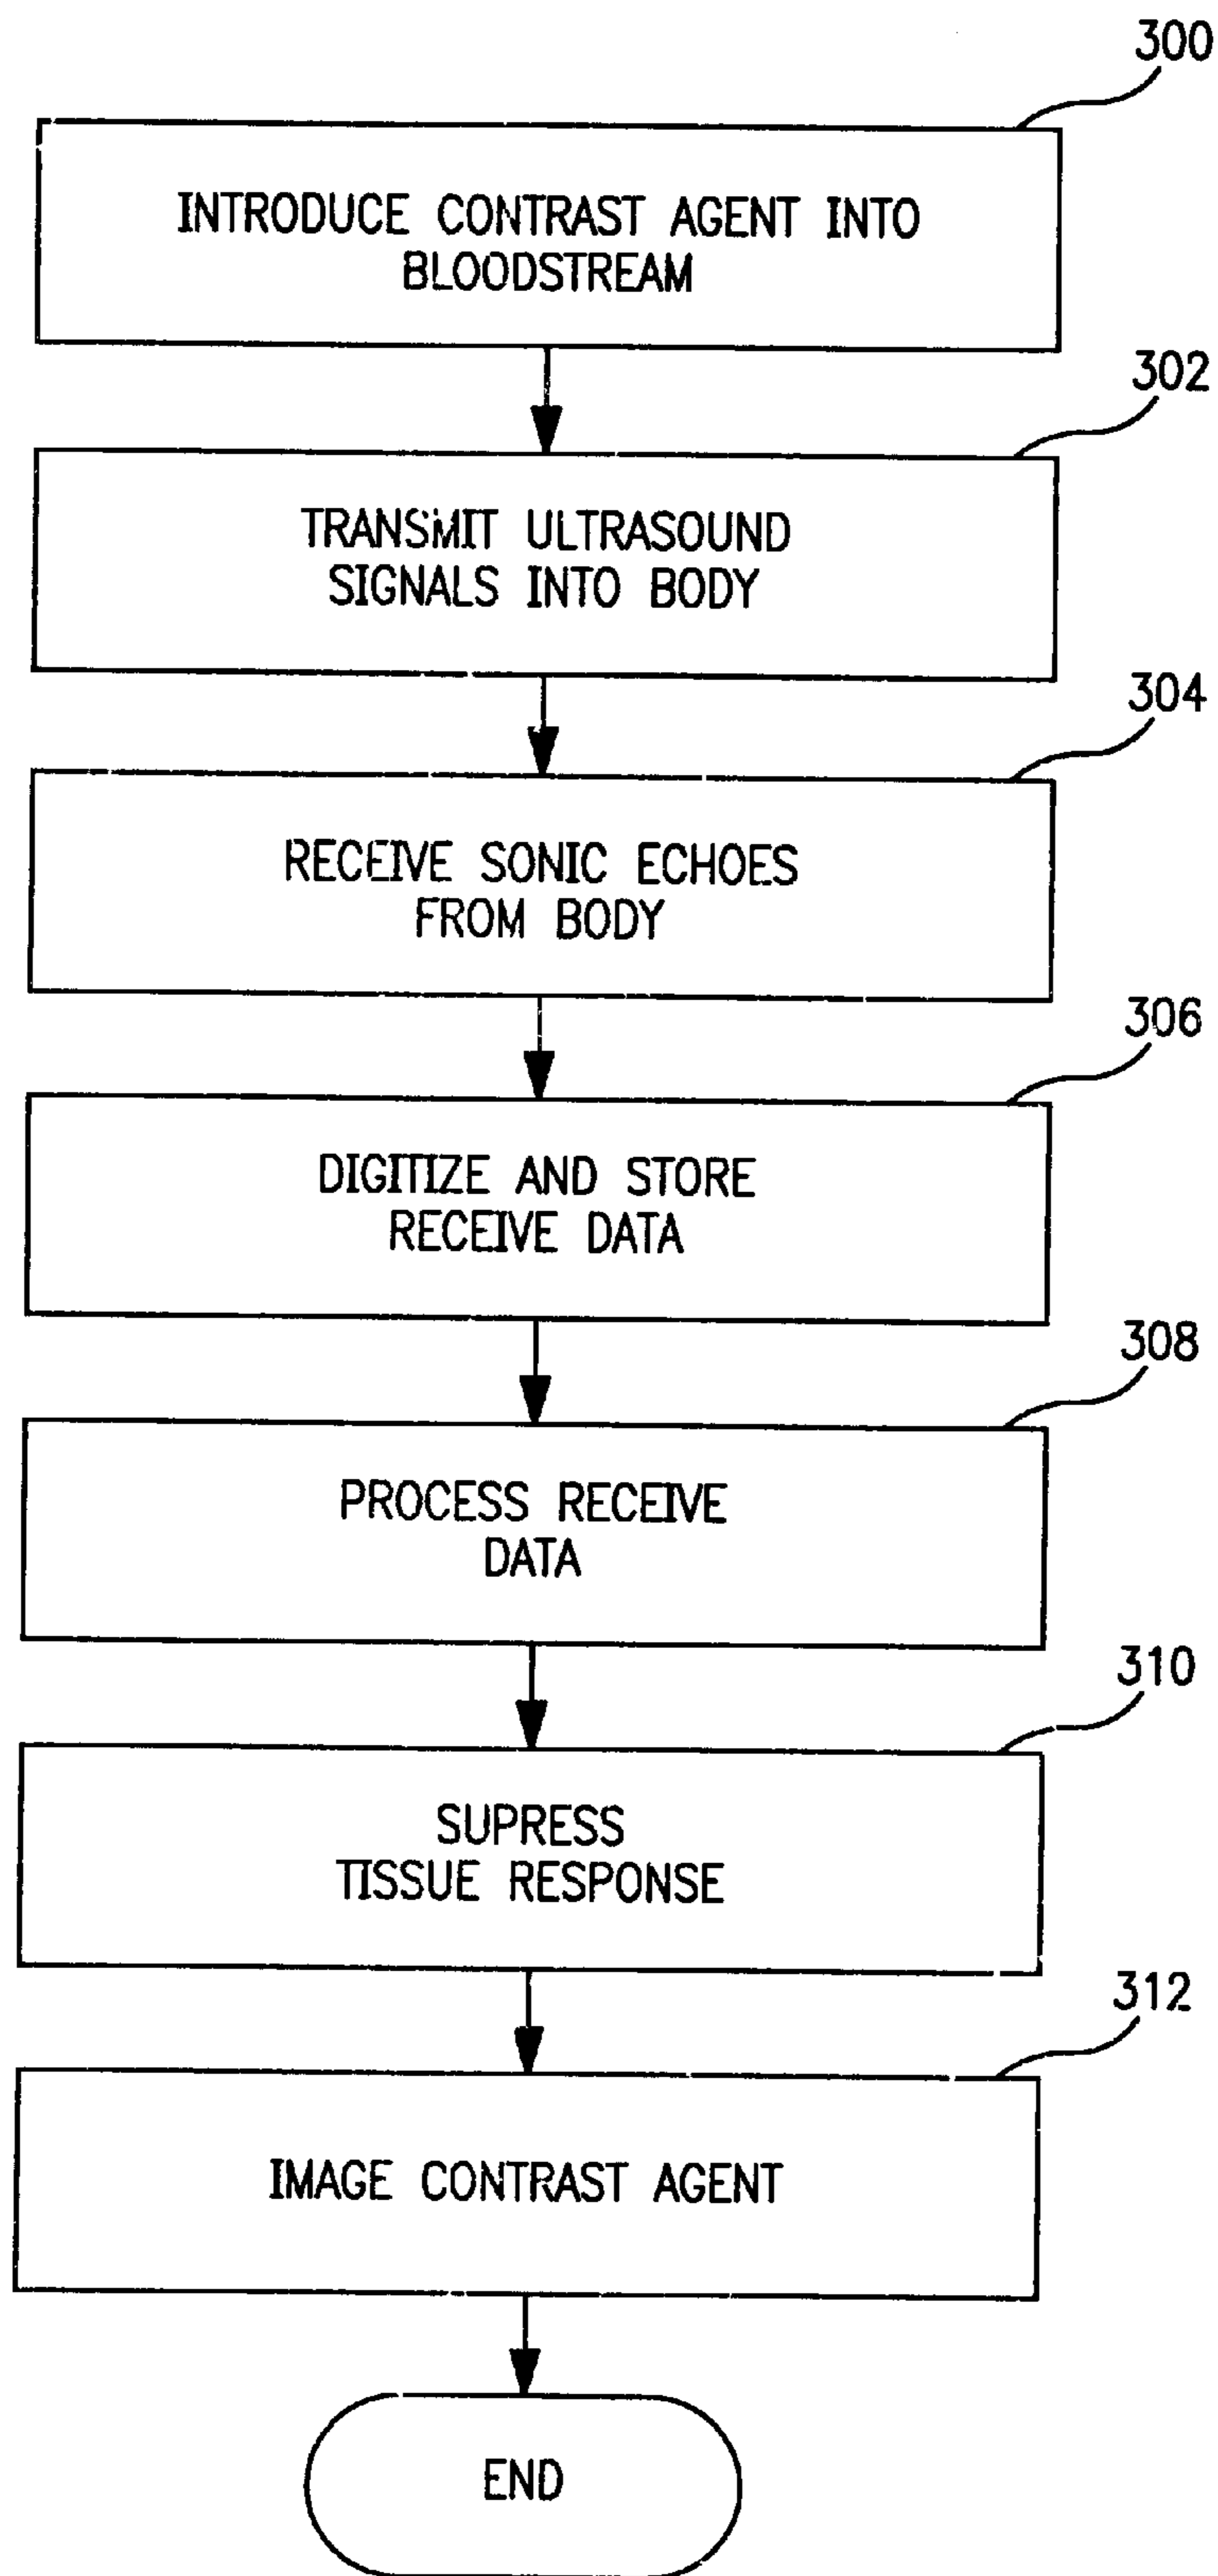 300
INTRODUCE CONTRAST AGENT INTO
BLOODSTREAM
302
TRANSMIT ULTRASOUND
SIGNALS INTO BODY
304
RECEIVE SONIC ECHOES
FROM BODY
306
DIGITIZE AND STORE
RECEIVE DATA
308
PROCESS RECEIVE
DATA
310
SUPRESS
TISSUE RESPONSE
312
IMAGE CONTRAST AGENT
END